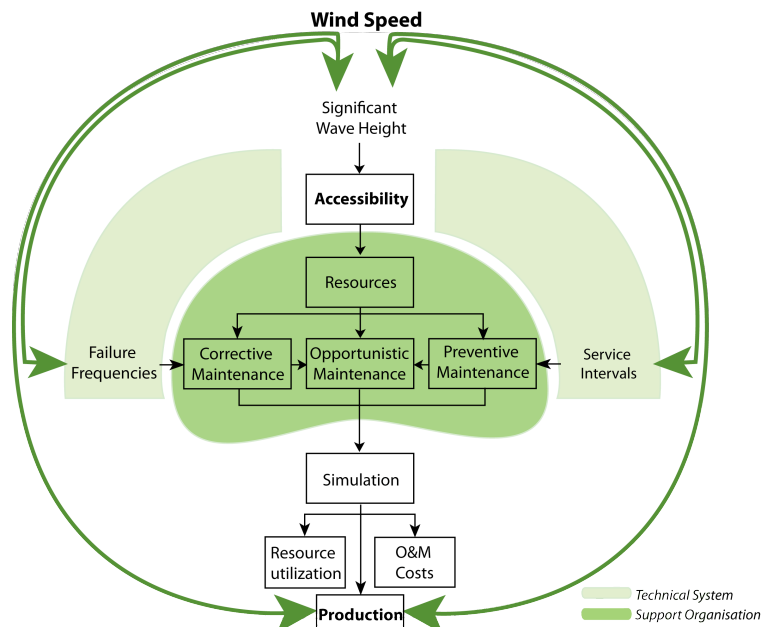 Wind Speed
Significant
Wave Height
Accessibility
Resources
Failure
Frequencies
Corrective
Maintenance
Opportunistic
Maintenance
Preventive
Maintenance
Service
Intervals
Simulation
Resource
utilization
O&M
Costs
Production
Technical System
Support Organisation